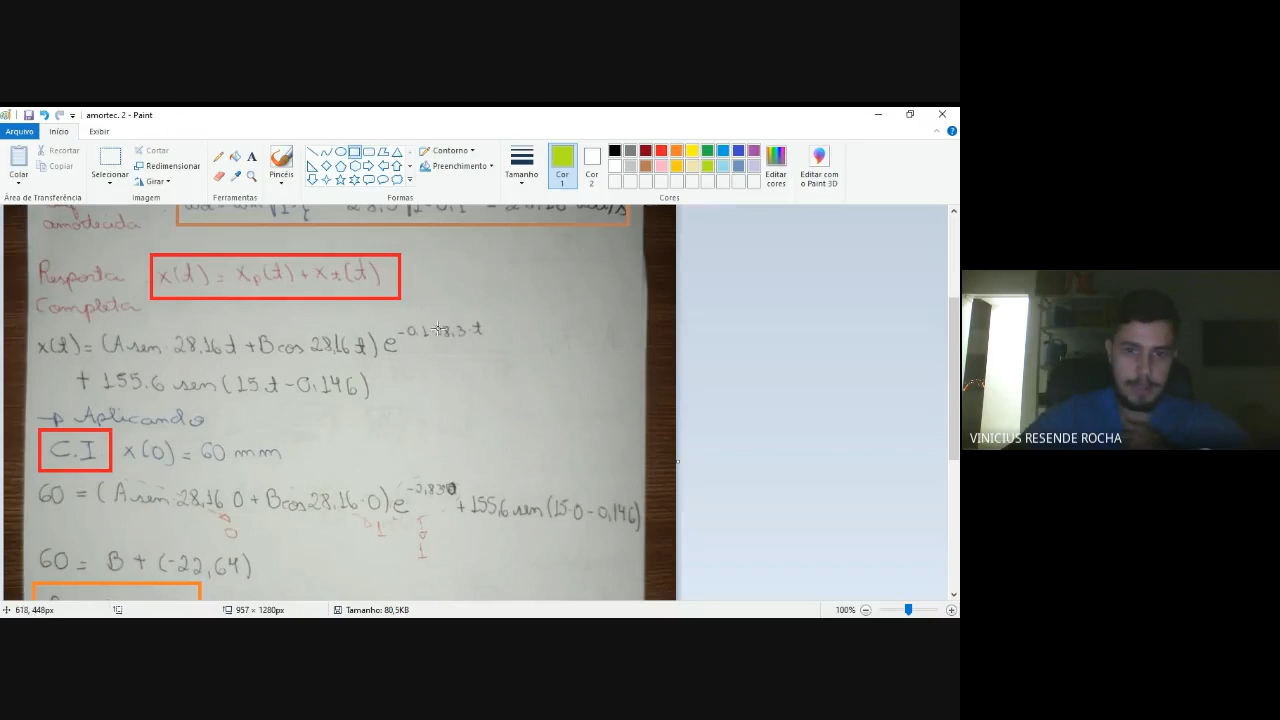 amortec. 2 - Paint
Arquivo Início Exibir
Colar
Recortar
Copiar
Selecionar
Cortar
Redimensionar
Girar
Pincéis
Contorno
Preenchimento
Tamanho
Cor 1
Cor 2
Editar cores
Editar com o Paint 3D
Área de Transferência Imagem Ferramentas Formas Cores
amortecida
Resposta x(t) = xp(t) + xt(t)
Completa
x(t) = (A sen 28,16t + B cos 28,16 t) e
+ 155.6 sen (15t - 0,146)
→ Aplicando
C.I x(0) = 60 mm
60 = (A sen 28,16 0 + B cos 28,16 · 0) e + 155,6 sen (15·0 - 0,146)
0 1 1
60 = B + (-22,64)
618, 448px 957 × 1280px Tamanho: 80,5KB 100%
VINICIUS RESENDE ROCHA